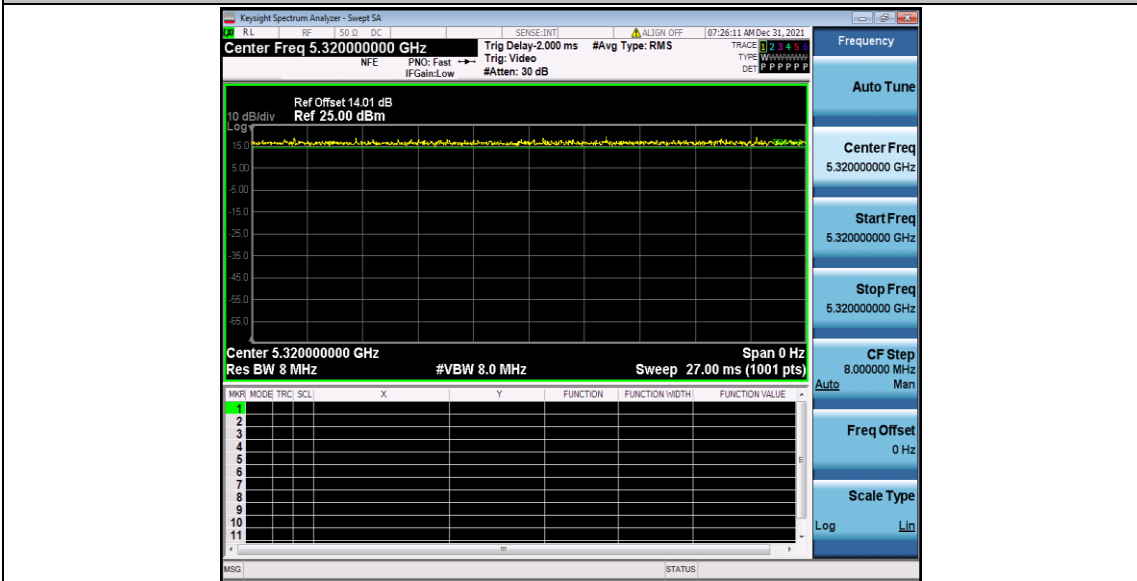 Keysight Spectrum Analyzer - Swept SA
RL RF 50 Ω DC SENSE:INT ALIGN OFF 07:26:11 AM Dec 31, 2021
Center Freq 5.320000000 GHz Trig Delay-2.000 ms #Avg Type: RMS TRACE 1 2 3 4 5 6
NFE PNO: Fast Trig: Video TYPE WWWWWW
IFGain:Low #Atten: 30 dB DET P P P P P P
Ref Offset 14.01 dB
10 dB/div Ref 25.00 dBm
Log
15.0
5.00
-5.00
-15.0
-25.0
-35.0
-45.0
-55.0
-65.0
Center 5.320000000 GHz Span 0 Hz
Res BW 8 MHz #VBW 8.0 MHz Sweep 27.00 ms (1001 pts)
MKR MODE TRC SCL X Y FUNCTION FUNCTION WIDTH FUNCTION VALUE
1
2
3
4
5
6
7
8
9
10
11
MSG STATUS
Frequency
Auto Tune
Center Freq
5.320000000 GHz
Start Freq
5.320000000 GHz
Stop Freq
5.320000000 GHz
CF Step
8.000000 MHz
Auto Man
Freq Offset
0 Hz
Scale Type
Log Lin